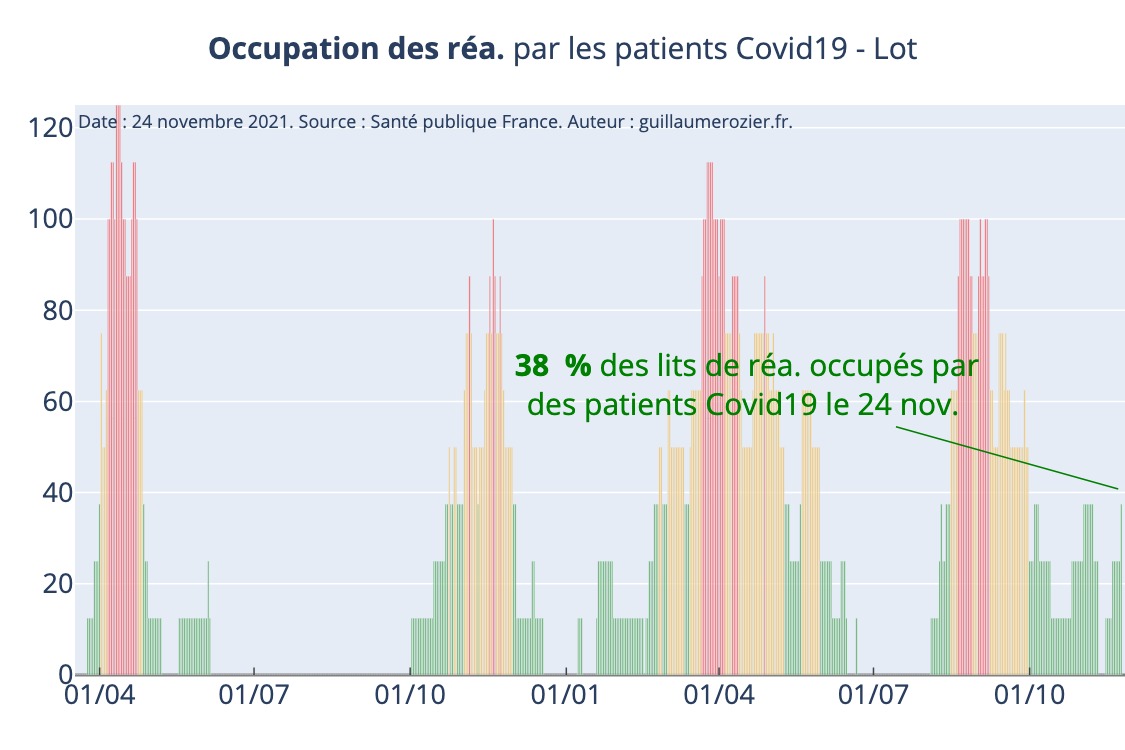 Occupation des réa. par les patients Covid19 - Lot
Date : 24 novembre 2021. Source : Santé publique France. Auteur : guillaumerozier.fr.
120
100
80
60
40
20
0
38 % des lits de réa. occupés par
des patients Covid19 le 24 nov.
01/04 01/07 01/10 01/01 01/04 01/07 01/10